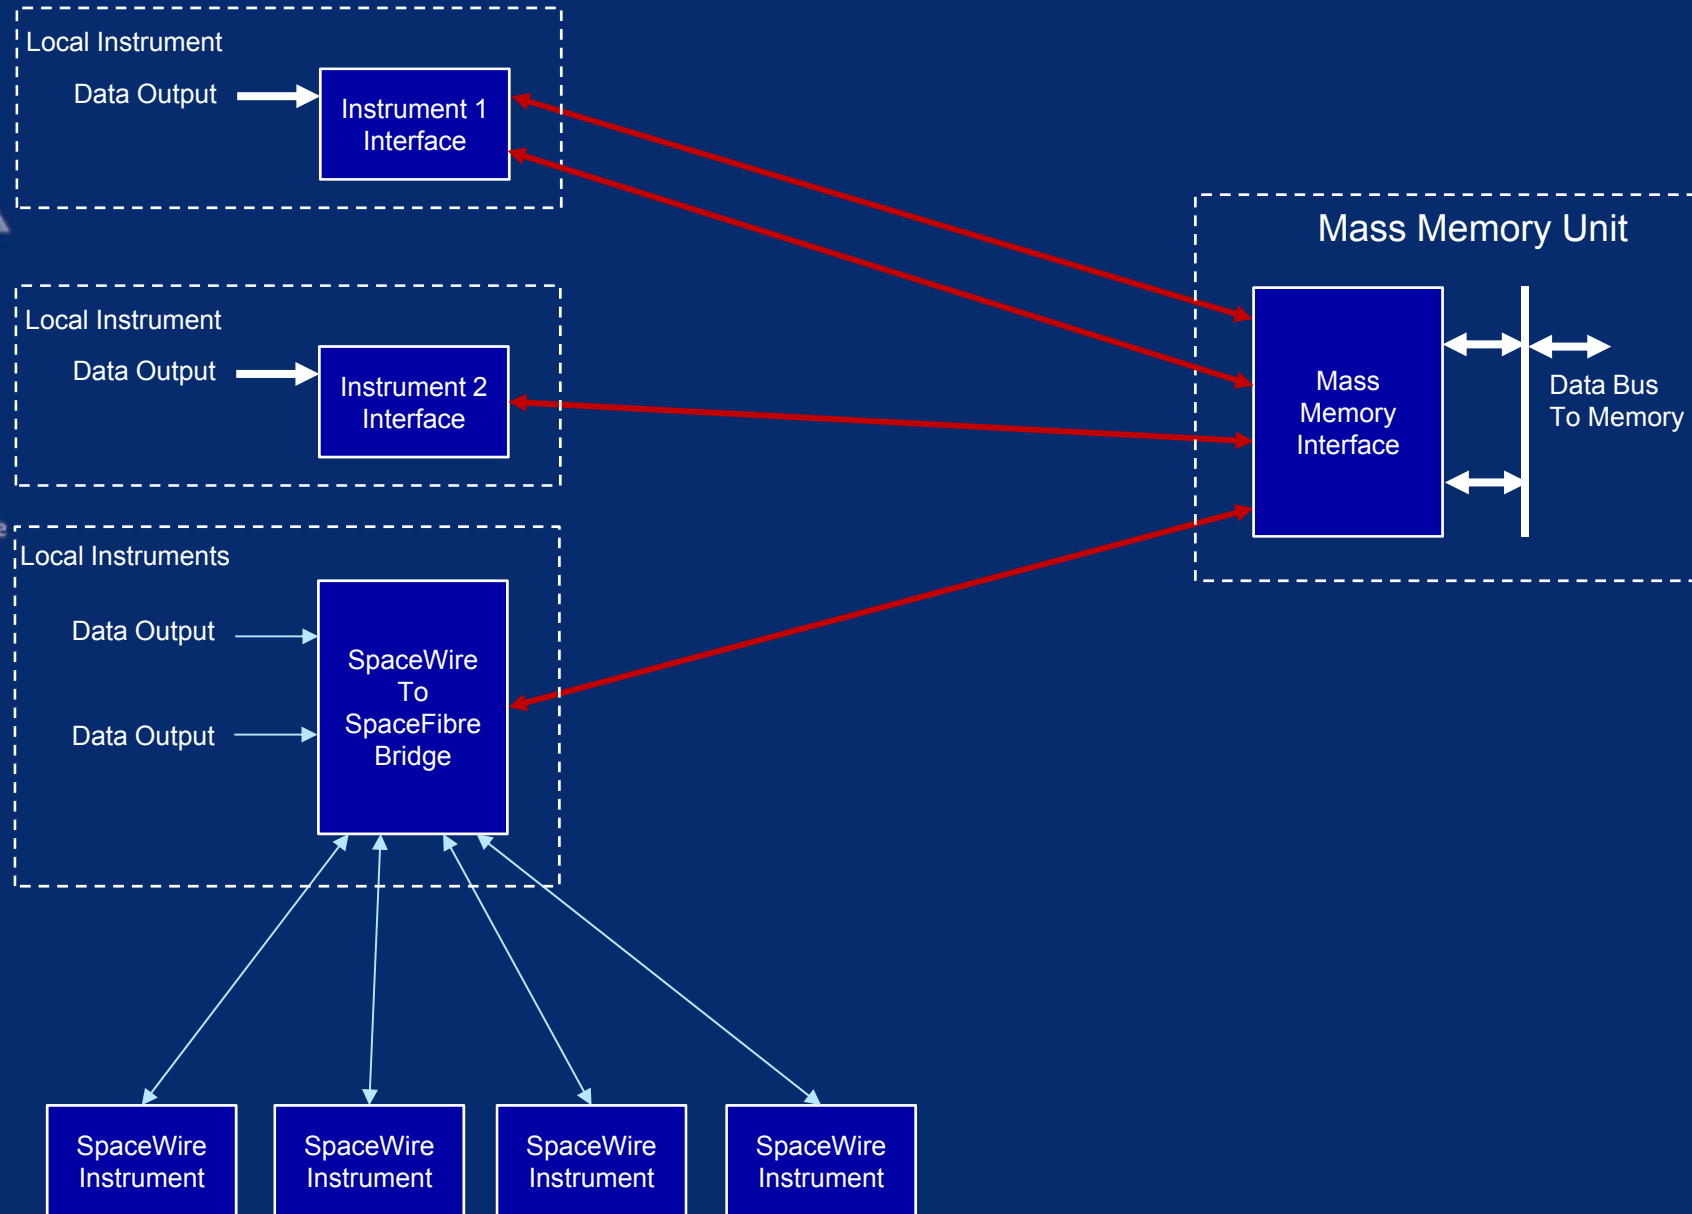 Local Instrument
Data Output
Instrument 1
Interface
Mass Memory Unit
Local Instrument
Data Output
Instrument 2
Interface
Mass
Memory
Interface
Data Bus
To Memory
Local Instruments
Data Output
Data Output
SpaceWire
To
SpaceFibre
Bridge
SpaceWire
Instrument
SpaceWire
Instrument
SpaceWire
Instrument
SpaceWire
Instrument